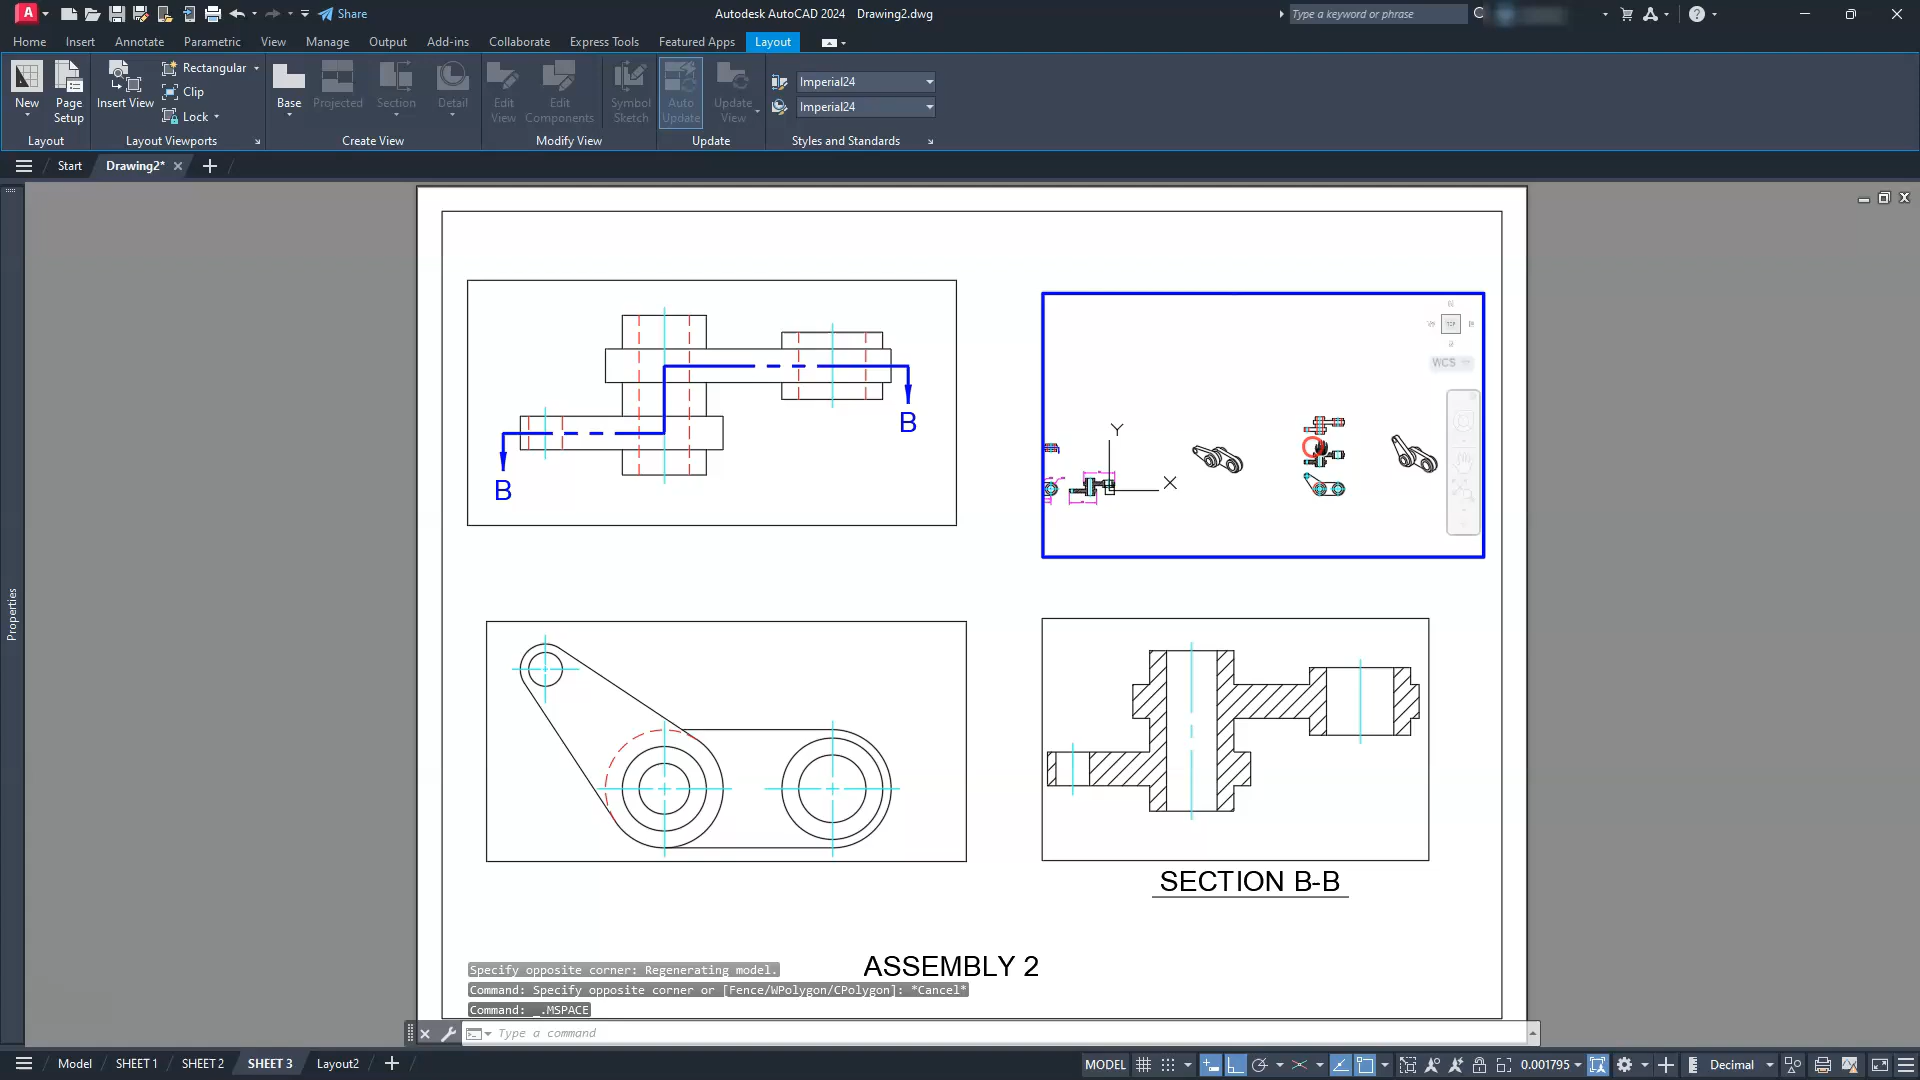 A Share Autodesk AutoCAD 2024 Drawing2.dwg Type a keyword or phrase
Home Insert Annotate Parametric View Manage Output Add-ins Collaborate Express Tools Featured Apps Layout
New
Page
Setup
Layout
Insert View
Rectangular
Clip
Lock
Layout Viewports
Base
Projected
Section
Detail
Create View
Edit
View
Edit
Components
Symbol
Sketch
Modify View
Auto
Update
Update
View
Update
Imperial24
Imperial24
Styles and Standards
Start Drawing2*
Properties
B
B
TOP
WCS
Y
X
SECTION B-B
ASSEMBLY 2
Specify opposite corner: Regenerating model.
Command: Specify opposite corner or [Fence/WPolygon/CPolygon]: *Cancel*
Command: _.MSPACE
Type a command
Model SHEET 1 SHEET 2 SHEET 3 Layout2
MODEL 0.001795 Decimal